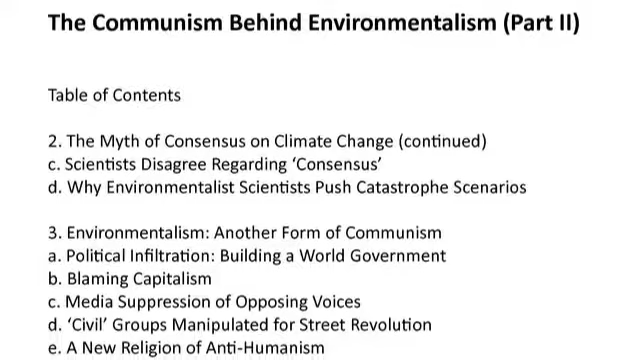 The Communism Behind Environmentalism (Part II)
Table of Contents
2. The Myth of Consensus on Climate Change (continued)
c. Scientists Disagree Regarding ‘Consensus’
d. Why Environmentalist Scientists Push Catastrophe Scenarios
3. Environmentalism: Another Form of Communism
a. Political Infiltration: Building a World Government
b. Blaming Capitalism
c. Media Suppression of Opposing Voices
d. ‘Civil’ Groups Manipulated for Street Revolution
e. A New Religion of Anti-Humanism